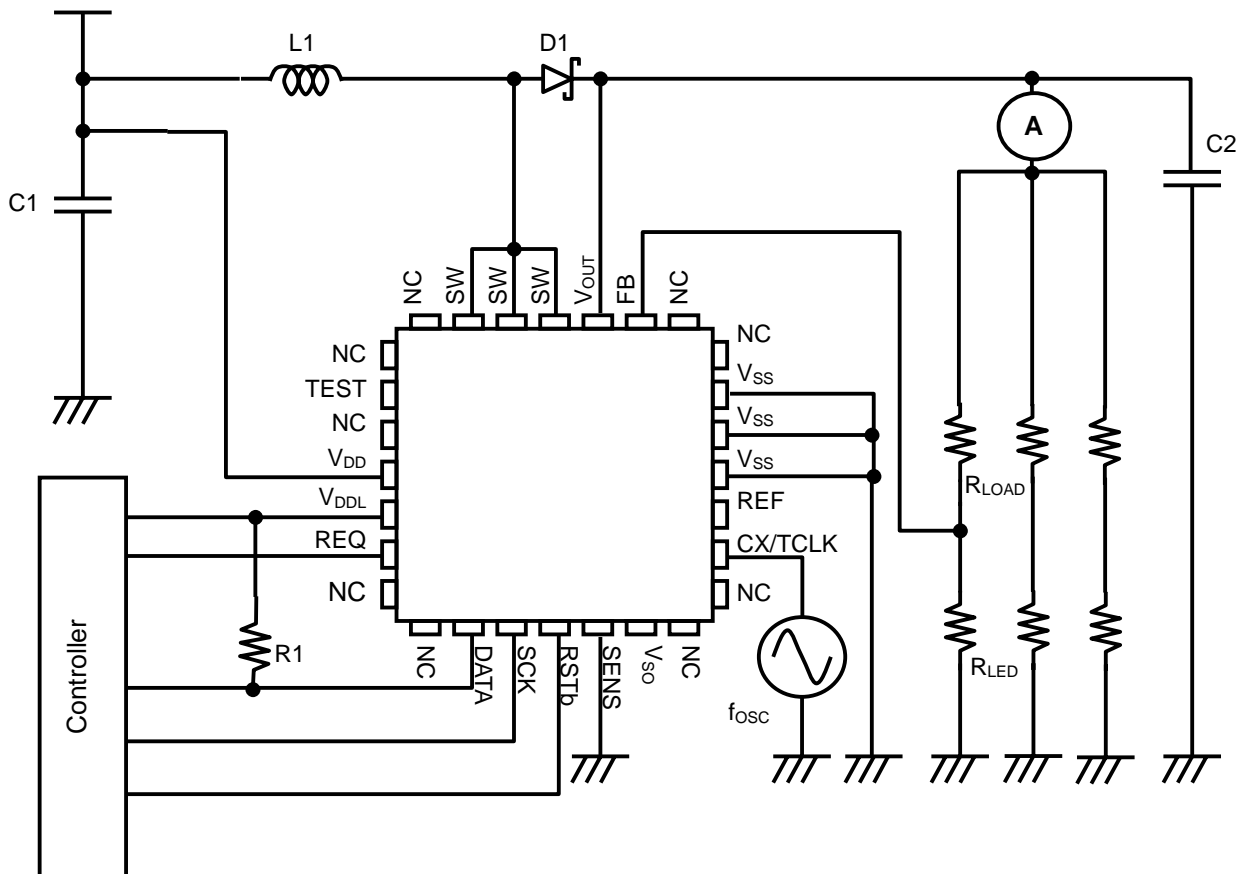 L1
D1
A
C2
C1
NC
SW
SW
SW
VOUT
FB
NC
NC
TEST
NC
VDD
VDDL
REQ
NC
NC
VSS
VSS
VSS
REF
CX/TCLK
NC
NC
DATA
SCK
RSTb
SENS
VSO
NC
RLOAD
RLED
R1
fOSC
Controller